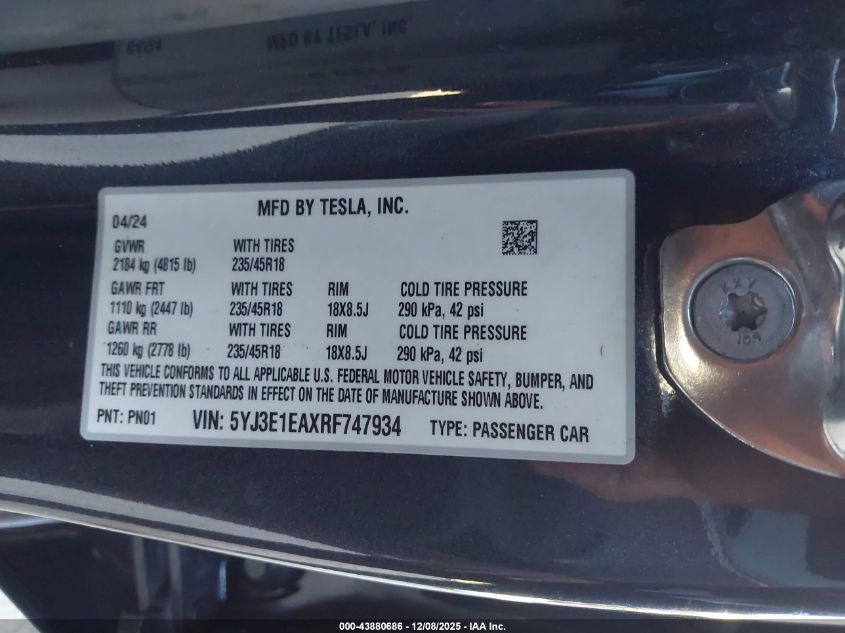 MFD BY TESLA, INC.
04/24
GVWR WITH TIRES
2184 kg (4815 lb) 235/45R18
GAWR FRT WITH TIRES RIM COLD TIRE PRESSURE
1110 kg (2447 lb) 235/45R18 18X8.5J 290 kPa, 42 psi
GAWR RR WITH TIRES RIM COLD TIRE PRESSURE
1260 kg (2778 lb) 235/45R18 18X8.5J 290 kPa, 42 psi
THIS VEHICLE CONFORMS TO ALL APPLICABLE U.S. FEDERAL MOTOR VEHICLE SAFETY, BUMPER, AND
THEFT PREVENTION STANDARDS IN EFFECT ON THE DATE OF MANUFACTURE SHOWN ABOVE.
PNT: PN01 VIN: 5YJ3E1EAXRF747934 TYPE: PASSENGER CAR
000-43880686 - 12/08/2025 - IAA Inc.